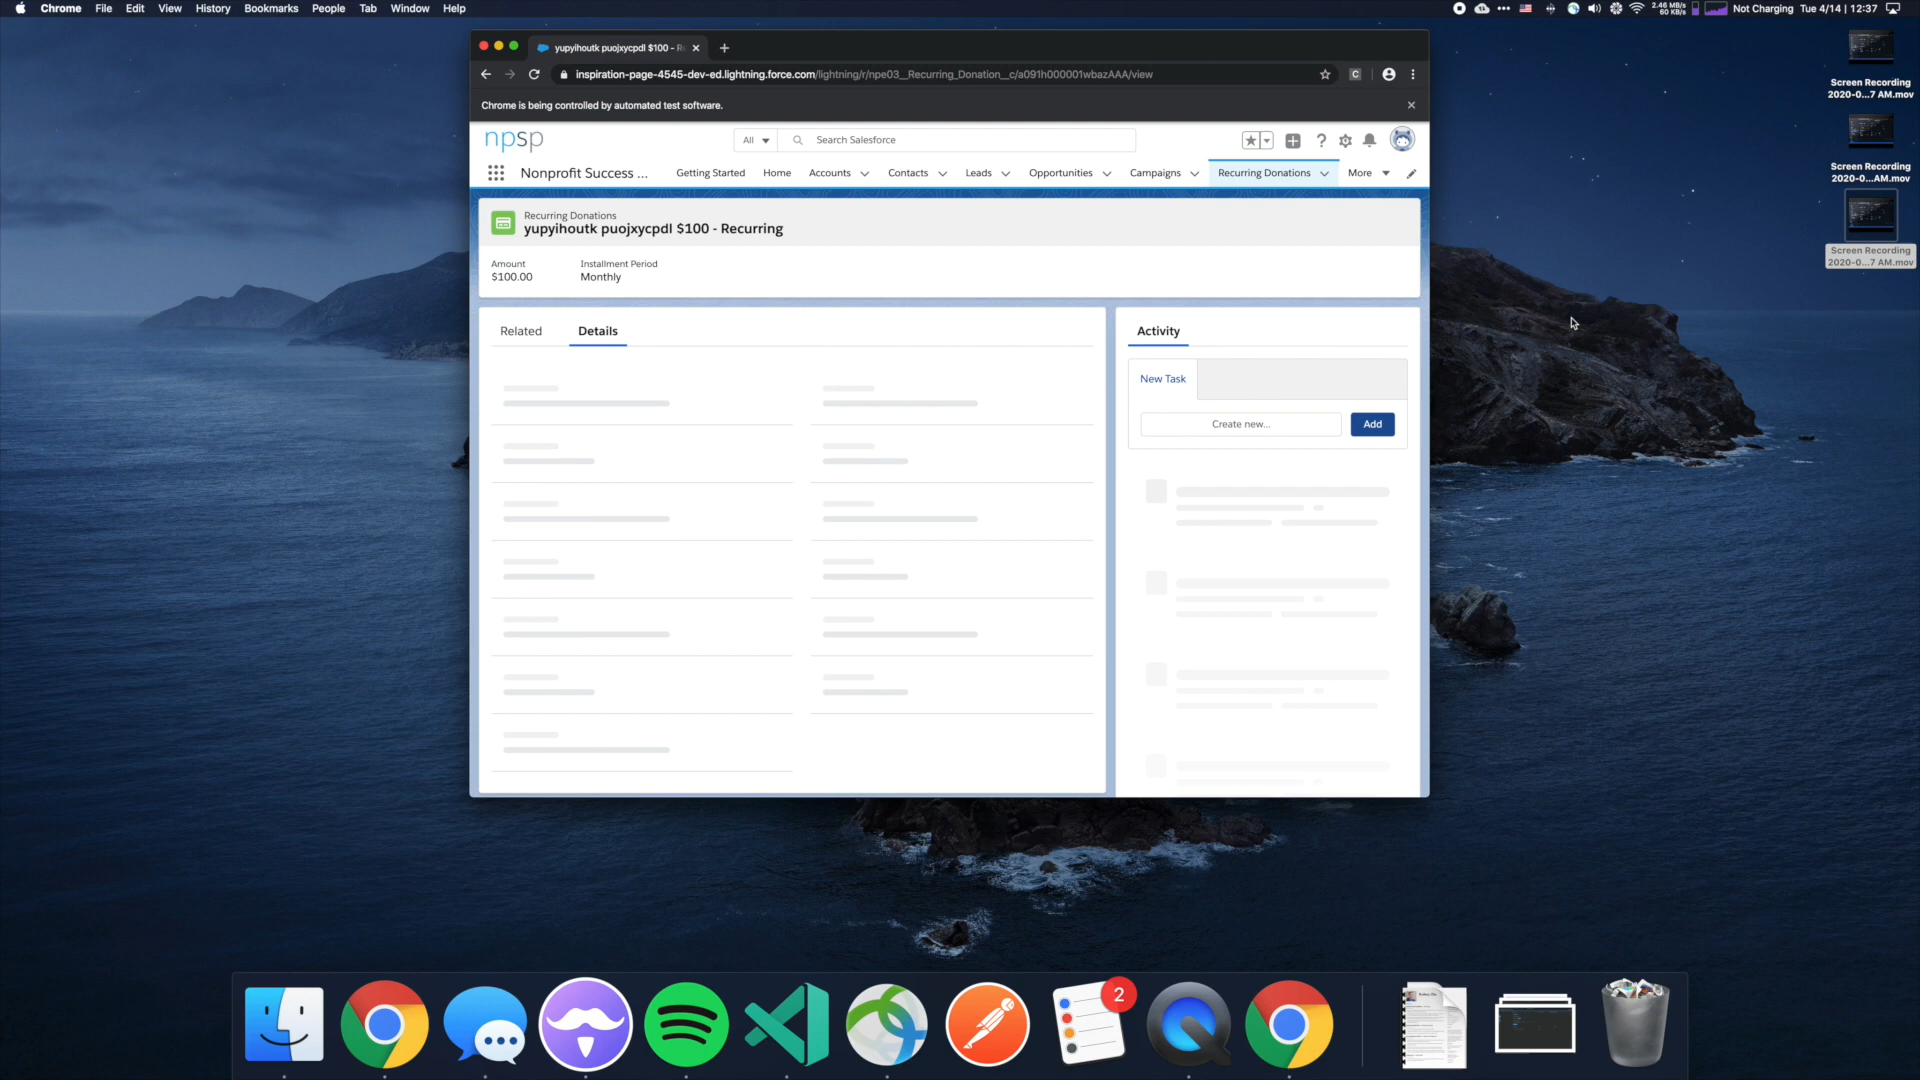 Chrome File Edit View History Bookmarks People Tab Window Help
2.46 MB/s
60 KB/s
Not Charging Tue 4/14 | 12:37
yupyihoutk puojxycpdl $100 - R
inspiration-page-4545-dev-ed.lightning.force.com/lightning/r/npe03__Recurring_Donation__c/a091h000001wbazAAA/view
Chrome is being controlled by automated test software.
npsp
All
Search Salesforce
Nonprofit Success ...
Getting Started Home Accounts Contacts Leads Opportunities Campaigns Recurring Donations More
Recurring Donations
yupyihoutk puojxycpdl $100 - Recurring
Amount
$100.00
Installment Period
Monthly
Related Details
Activity
New Task
Create new...
Add
Screen Recording
2020-0...7 AM.mov
Screen Recording
2020-0...AM.mov
Screen Recording
2020-0...7 AM.mov
2